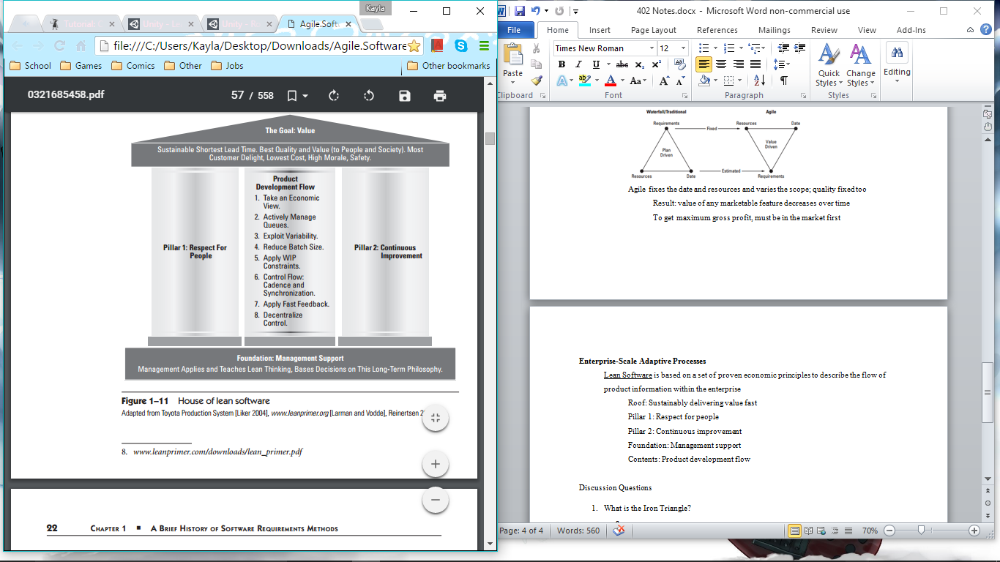 Kayla
Tutorial:
Unity - Le
Unity - R
Agile.Soft
file:///C:/Users/Kayla/Desktop/Downloads/Agile.Software
School Games Comics Other Jobs Other bookmarks
0321685458.pdf 57 / 558
The Goal: Value
Sustainable Shortest Lead Time. Best Quality and Value (to People and Society). Most
Customer Delight, Lowest Cost, High Morale, Safety.
Pillar 1: Respect For
People
Product
Development Flow
1. Take an Economic
View.
2. Actively Manage
Queues.
3. Exploit Variability.
4. Reduce Batch Size.
5. Apply WIP
Constraints.
6. Control Flow:
Cadence and
Synchronization.
7. Apply Fast Feedback.
8. Decentralize
Control.
Pillar 2: Continuous
Improvement
Foundation: Management Support
Management Applies and Teaches Lean Thinking, Bases Decisions on This Long-Term Philosophy.
Figure 1–11 House of lean software
Adapted from Toyota Production System [Liker 2004], www.leanprimer.org [Larman and Vodde], Reinertsen 2
8. www.leanprimer.com/downloads/lean_primer.pdf
22 Chapter 1 ■ A Brief History of Software Requirements Methods
402 Notes.docx - Microsoft Word non-commercial use
File Home Insert Page Layout References Mailings Review View Add-Ins
Times New Roman 12
Paste
Quick
Styles
Change
Styles
Editing
Clipboard Font Paragraph Styles
Waterfall/Traditional Agile
Requirements Fixed Resources Date
Plan
Driven
Value
Driven
Resources Date Estimated Requirements
Agile fixes the date and resources and varies the scope; quality fixed too
Result: value of any marketable feature decreases over time
To get maximum gross profit, must be in the market first
Enterprise-Scale Adaptive Processes
Lean Software is based on a set of proven economic principles to describe the flow of
product information within the enterprise
Roof: Sustainably delivering value fast
Pillar 1: Respect for people
Pillar 2: Continuous improvement
Foundation: Management support
Contents: Product development flow
Discussion Questions
1. What is the Iron Triangle?
Page: 4 of 4 Words: 560 70%